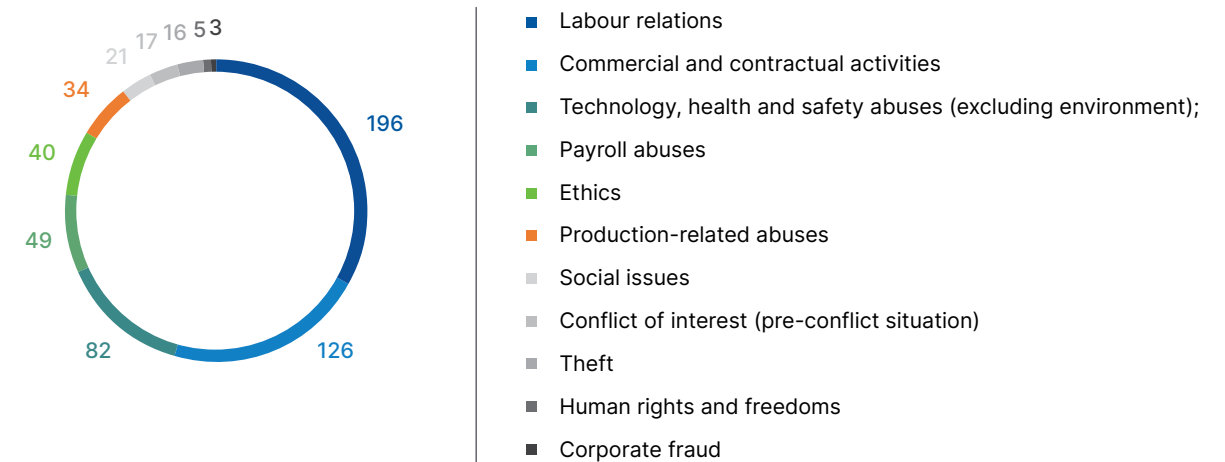 3
5
16
17
21
34
196
40
49
82
126
Labour relations
Commercial and contractual activities
Technology, health and safety abuses (excluding environment);
Payroll abuses
Ethics
Production-related abuses
Social issues
Conflict of interest (pre-conflict situation)
Theft
Human rights and freedoms
Corporate fraud